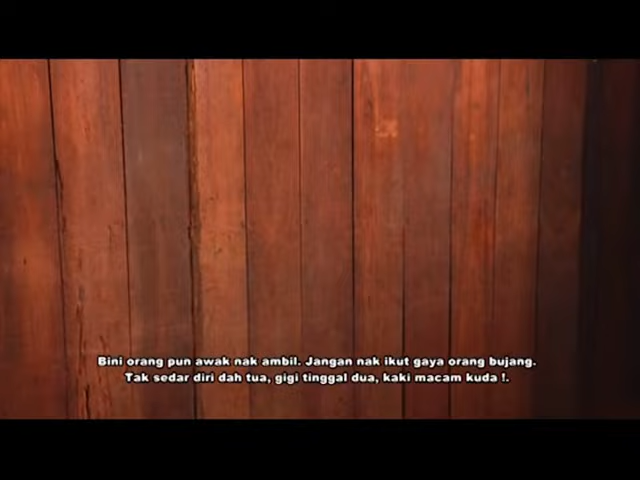 Bini orang pun awak nak ambil. Jangan nak ikut gaya orang bujang.
Tak sedar diri dah tua, gigi tinggal dua, kaki macam kuda !.